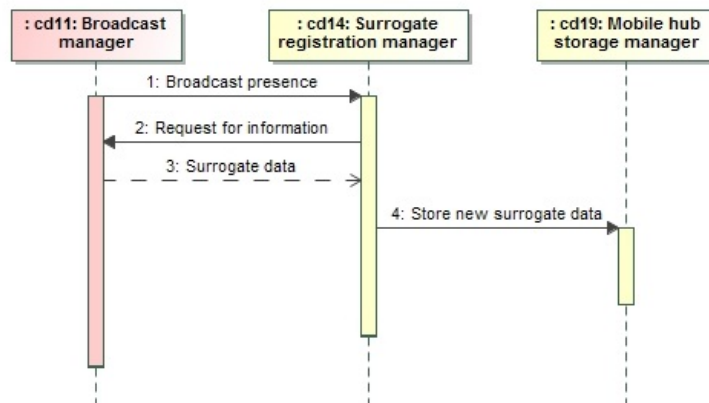 : cd11: Broadcast
manager
: cd14: Surrogate
registration manager
: cd19: Mobile hub
storage manager
1: Broadcast presence
2: Request for information
3: Surrogate data
4: Store new surrogate data